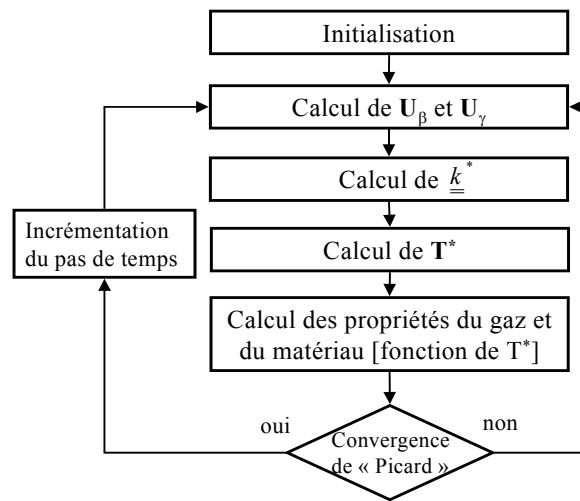 Initialisation
Calcul de U_β et U_γ
Calcul de k*
Incrémentation
du pas de temps
Calcul de T*
Calcul des propriétés du gaz et
du matériau [fonction de T*]
oui
non
Convergence
de « Picard »